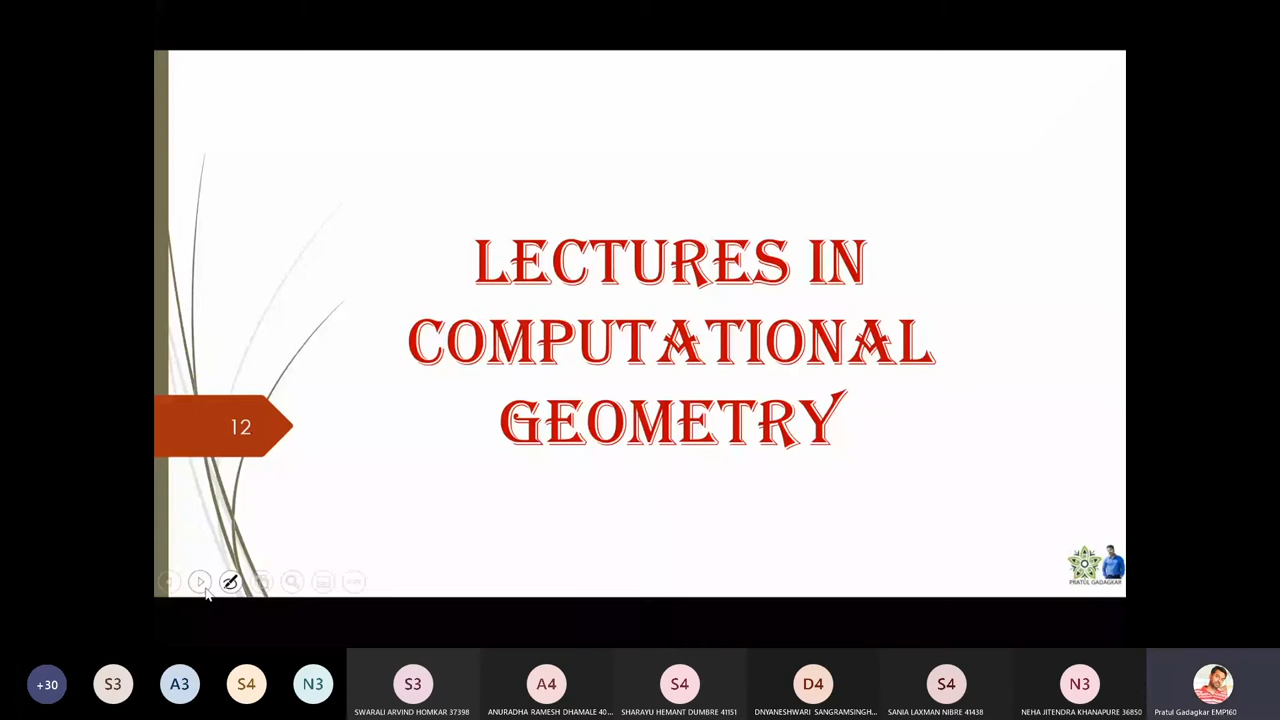 LECTURES IN
COMPUTATIONAL
GEOMETRY
12
PRATUL GADAGKAR
+30
S3
A3
S4
N3
S3
A4
S4
D4
S4
N3
SWARALI ARVIND HOMKAR 37398
ANURADHA RAMESH DHAMALE 40...
SHARAYU HEMANT DUMBRE 41151
DNYANESHWARI SANGRAMSINGH...
SANIA LAXMAN NIBRE 41438
NEHA JITENDRA KHANAPURE 36850
Pratul Gadagkar EMP160